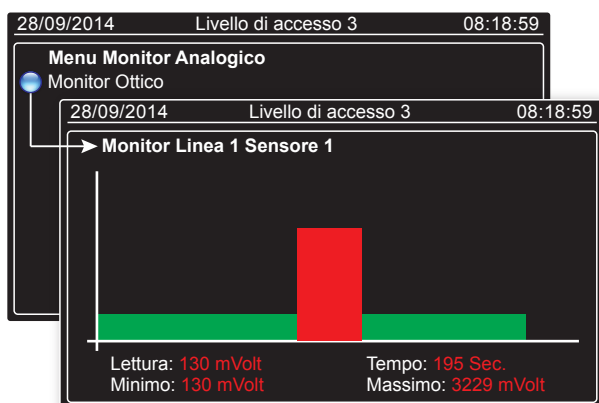 28/09/2014 Livello di accesso 3 08:18:59
Menu Monitor Analogico
Monitor Ottico
28/09/2014 Livello di accesso 3 08:18:59
Monitor Linea 1 Sensore 1
Lettura: 130 mVolt Tempo: 195 Sec.
Minimo: 130 mVolt Massimo: 3229 mVolt